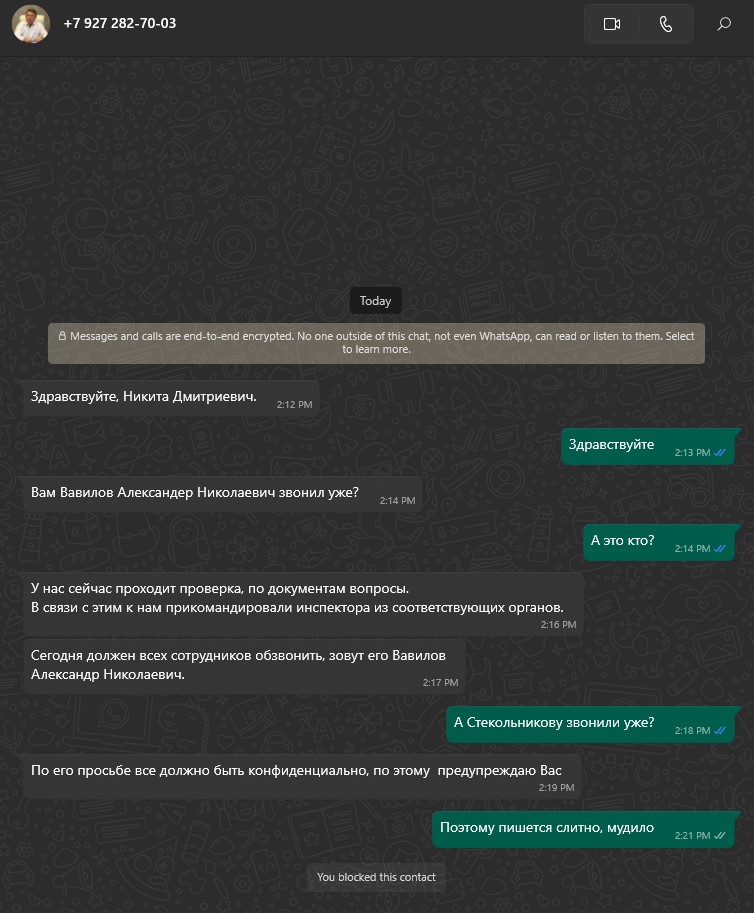 +7 927 282-70-03
Today
Messages and calls are end-to-end encrypted. No one outside of this chat, not even WhatsApp, can read or listen to them. Select
to learn more.
Здравствуйте, Никита Дмитриевич.
2:12 PM
Здравствуйте
2:13 PM
Вам Вавилов Александер Николаевич звонил уже?
2:14 PM
А это кто?
2:14 PM
У нас сейчас проходит проверка, по документам вопросы.
В связи с этим к нам прикомандировали инспектора из соответствующих органов.
2:16 PM
Сегодня должен всех сотрудников обзвонить, зовут его Вавилов
Александр Николаевич.
2:17 PM
А Стекольникову звонили уже?
2:18 PM
По его просьбе все должно быть конфиденциально, по этому  предупреждаю Вас
2:19 PM
Поэтому пишется слитно, мудило
2:21 PM
You blocked this contact